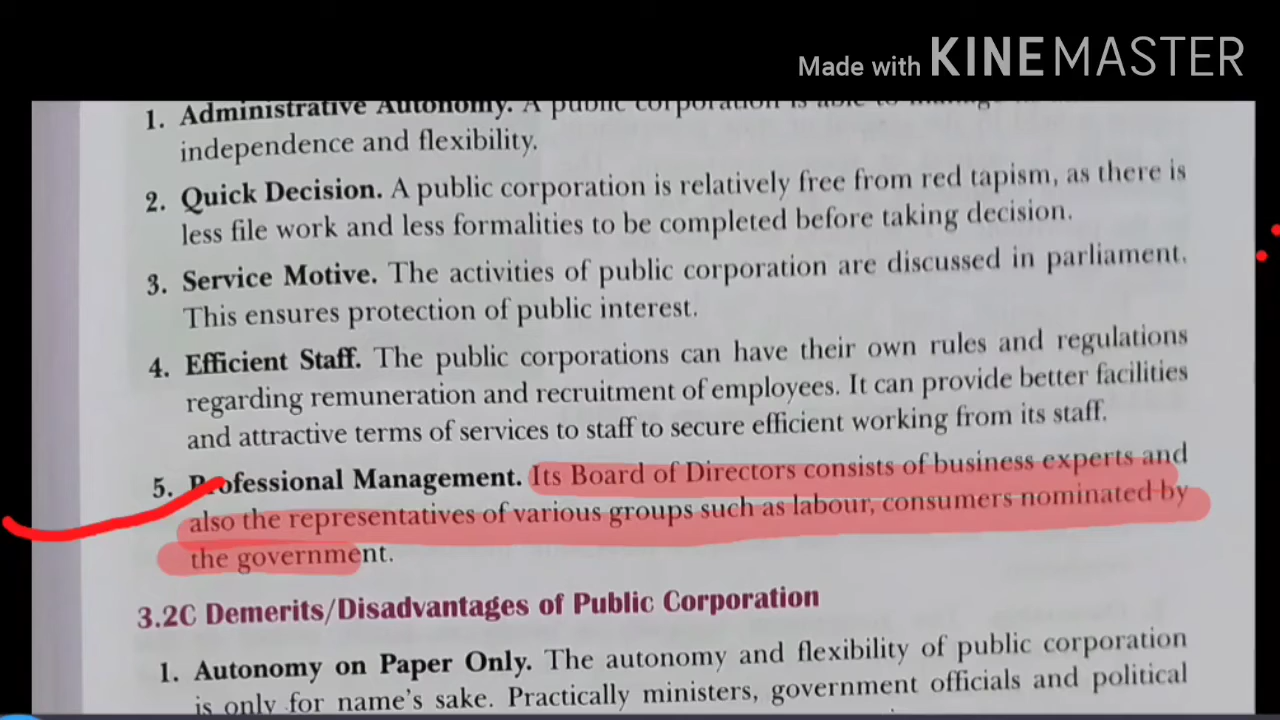 Made with KINEMASTER
1. Administrative Autonomy. A public corporation is able to manage
independence and flexibility.
2. Quick Decision. A public corporation is relatively free from red tapism, as there is
less file work and less formalities to be completed before taking decision.
3. Service Motive. The activities of public corporation are discussed in parliament.
This ensures protection of public interest.
4. Efficient Staff. The public corporations can have their own rules and regulations
regarding remuneration and recruitment of employees. It can provide better facilities
and attractive terms of services to staff to secure efficient working from its staff.
5. Professional Management. Its Board of Directors consists of business experts and
also the representatives of various groups such as labour, consumers nominated by
the government.
3.2C Demerits/Disadvantages of Public Corporation
1. Autonomy on Paper Only. The autonomy and flexibility of public corporation
is only for name's sake. Practically ministers, government officials and political